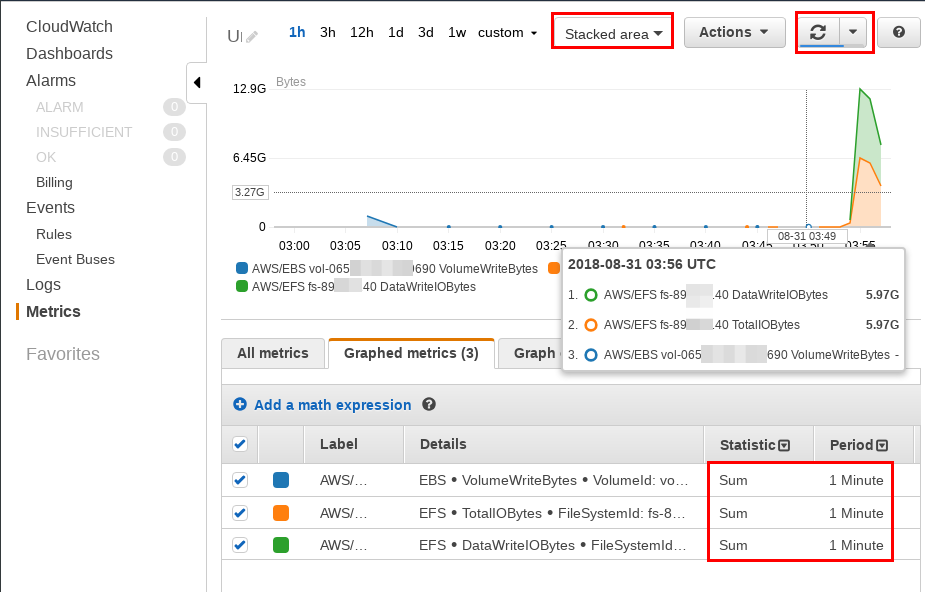 CloudWatch
Dashboards
Alarms
ALARM 0
INSUFFICIENT 0
OK 0
Billing
Events
Rules
Event Buses
Logs
Metrics
Favorites
1h 3h 12h 1d 3d 1w custom Stacked area Actions ?
Bytes
12.9G
6.45G
3.27G
0
03:00 03:05 03:10 03:15 03:20 03:25 03:30 03:35 03:40 03:45 03:50 03:55
08-31 03:49
AWS/EBS vol-065 690 VolumeWriteBytes
AWS/EFS fs-89 40 DataWriteIOBytes
2018-08-31 03:56 UTC
1. AWS/EFS fs-89 40 DataWriteIOBytes 5.97G
2. AWS/EFS fs-89 40 TotalIOBytes 5.97G
3. AWS/EBS vol-065 690 VolumeWriteBytes -
All metrics Graphed metrics (3) Graph
Add a math expression ?
Label Details Statistic Period
AWS/… EBS • VolumeWriteBytes • VolumeId: vo… Sum 1 Minute
AWS/… EFS • TotalIOBytes • FileSystemId: fs-8… Sum 1 Minute
AWS/… EFS • DataWriteIOBytes • FileSystemId… Sum 1 Minute